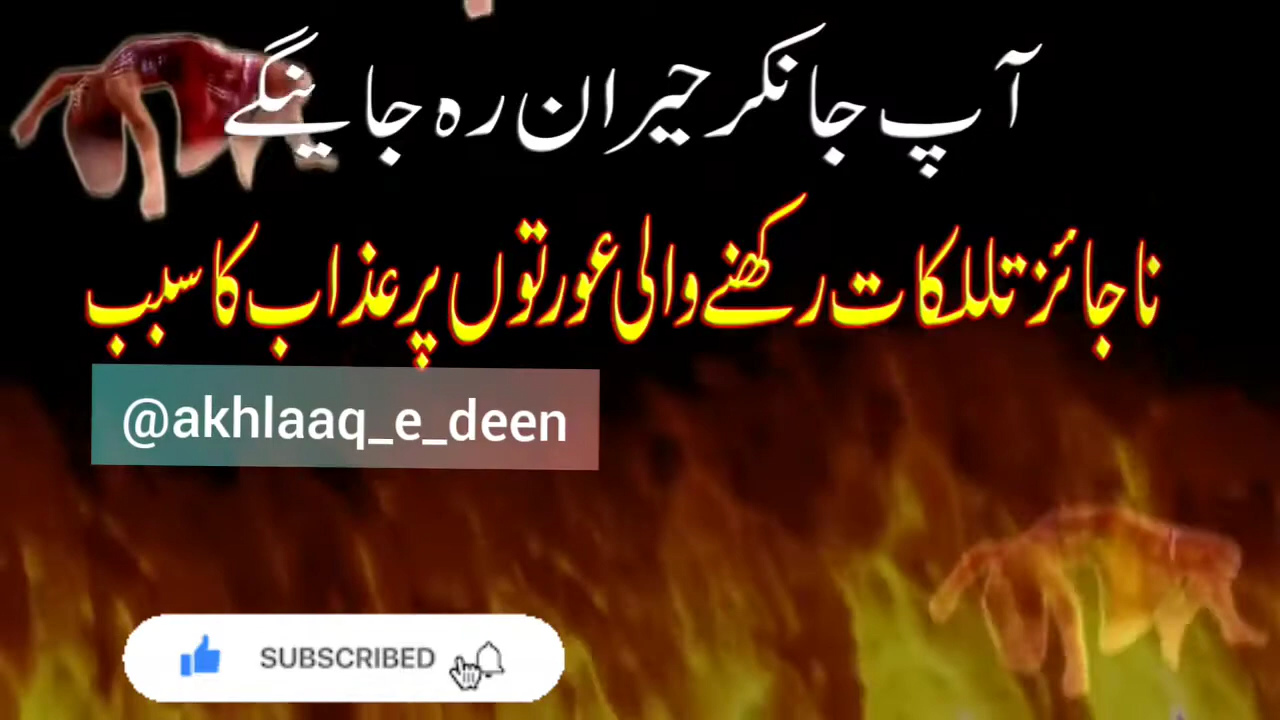 آپ جانکر حیران رہ جاینگے
ناجائز تللکات رکھنے والی عورتوں پر عذاب کا سبب
@akhlaaq_e_deen
SUBSCRIBED